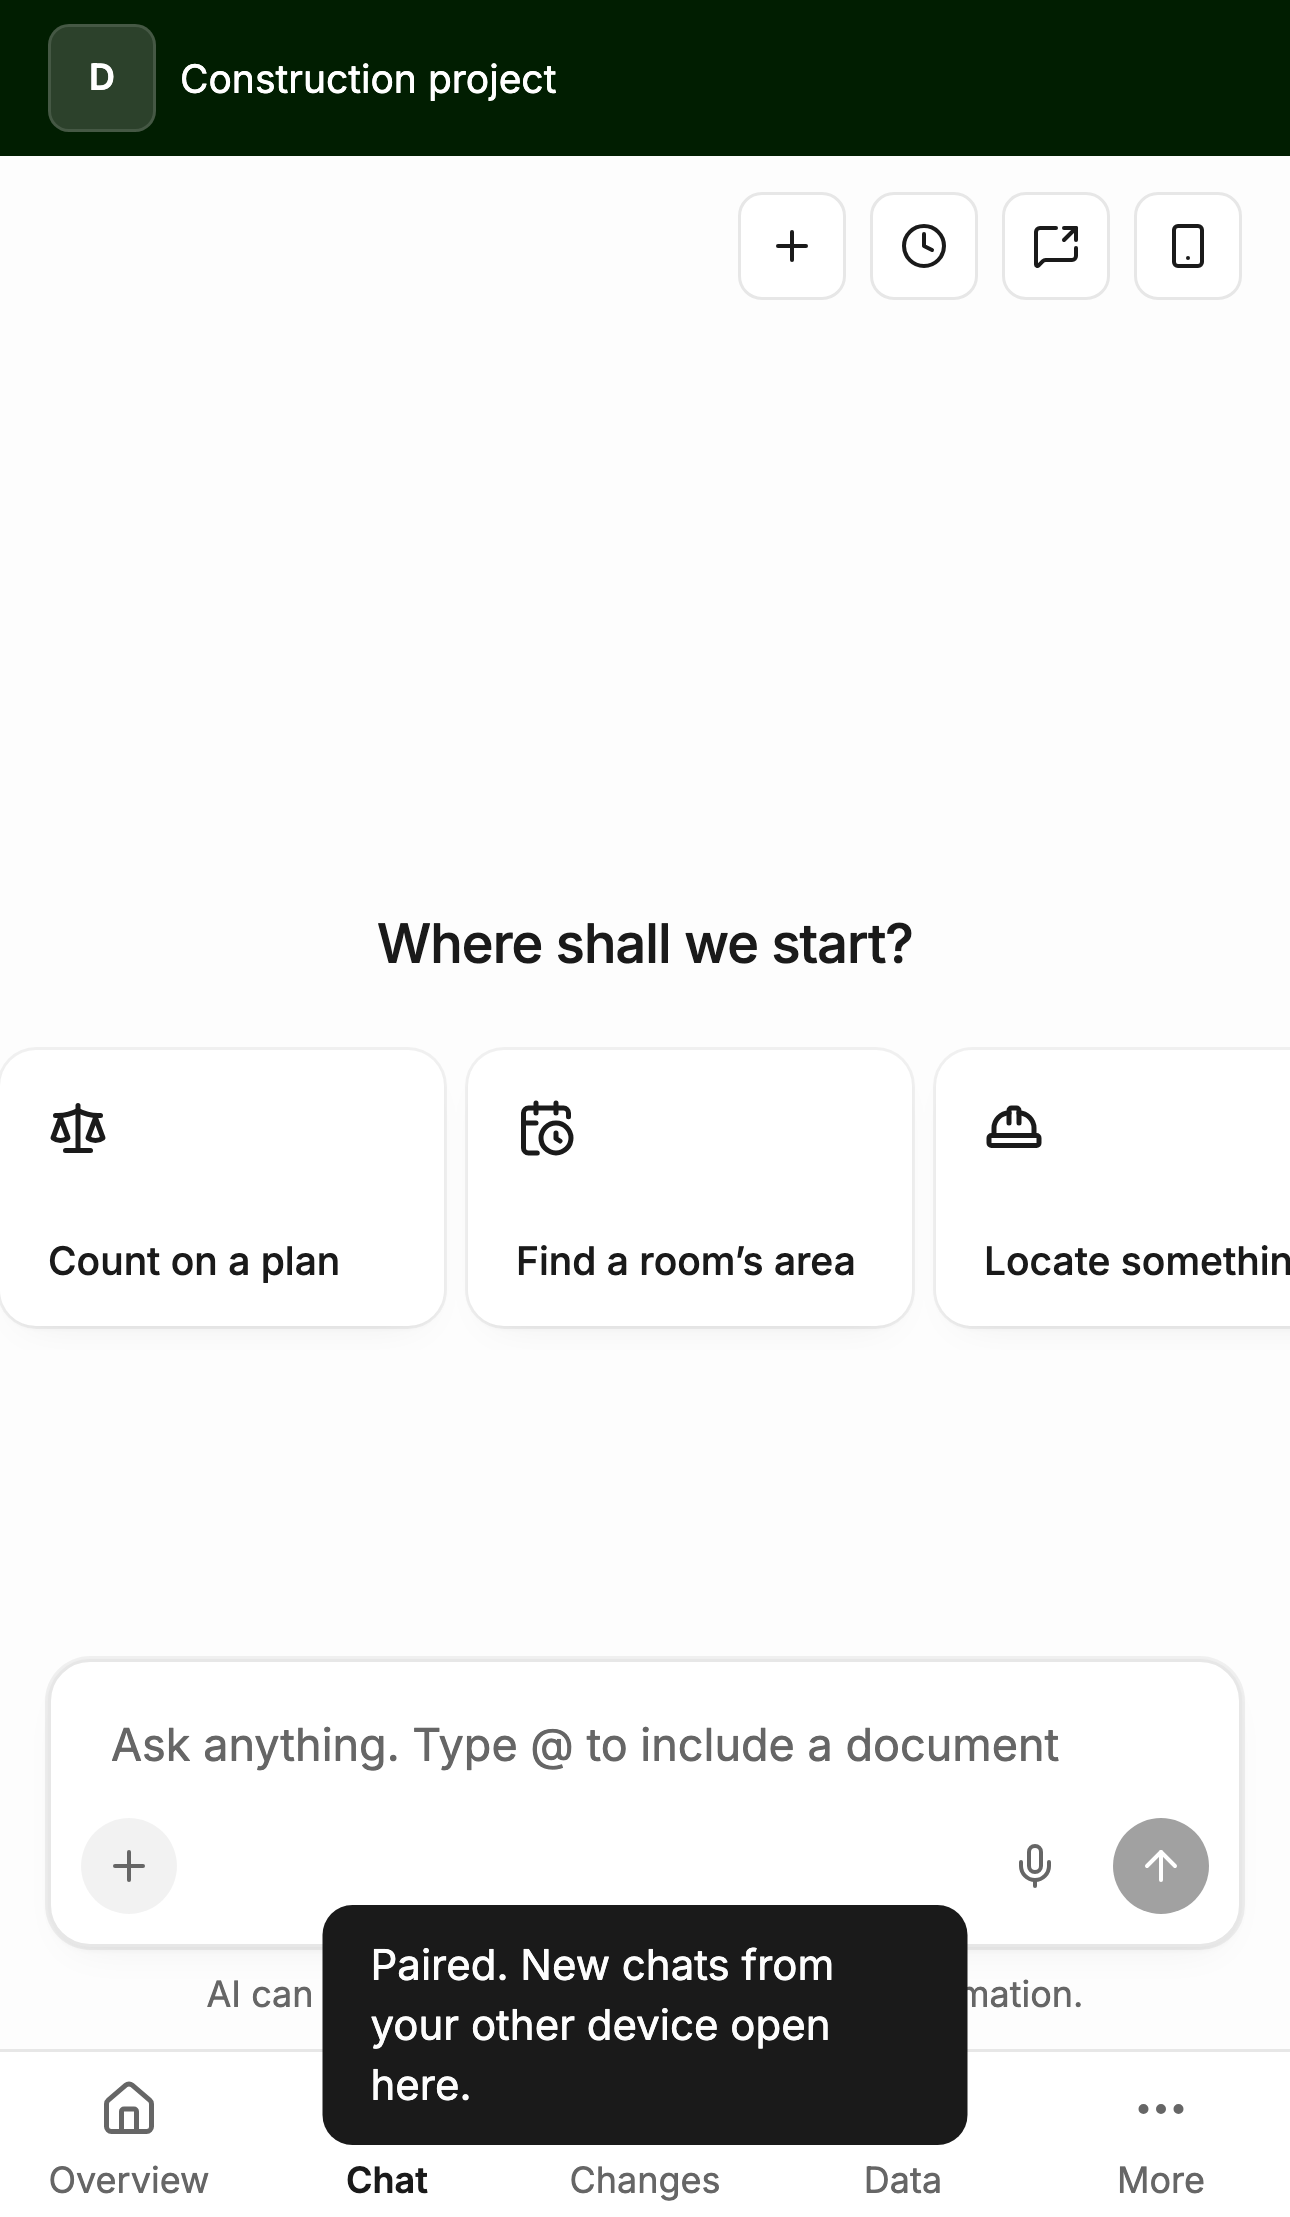 D
Construction project
Where shall we start?
Count on a plan
Find a room’s area
Locate somethin
Ask anything. Type @ to include a document
AI can
mation.
Paired. New chats from
your other device open
here.
Overview
Chat
Changes
Data
More